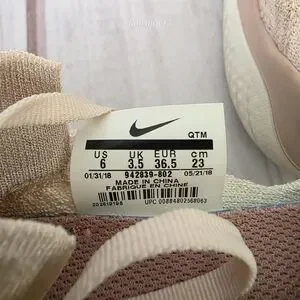 QTM
US UK EUR cm
6 3.5 36.5 23
01/31/18 942839-802 05/21/18
MADE IN CHINA
FABRIQUE EN CHINE
UPC 00884802568063